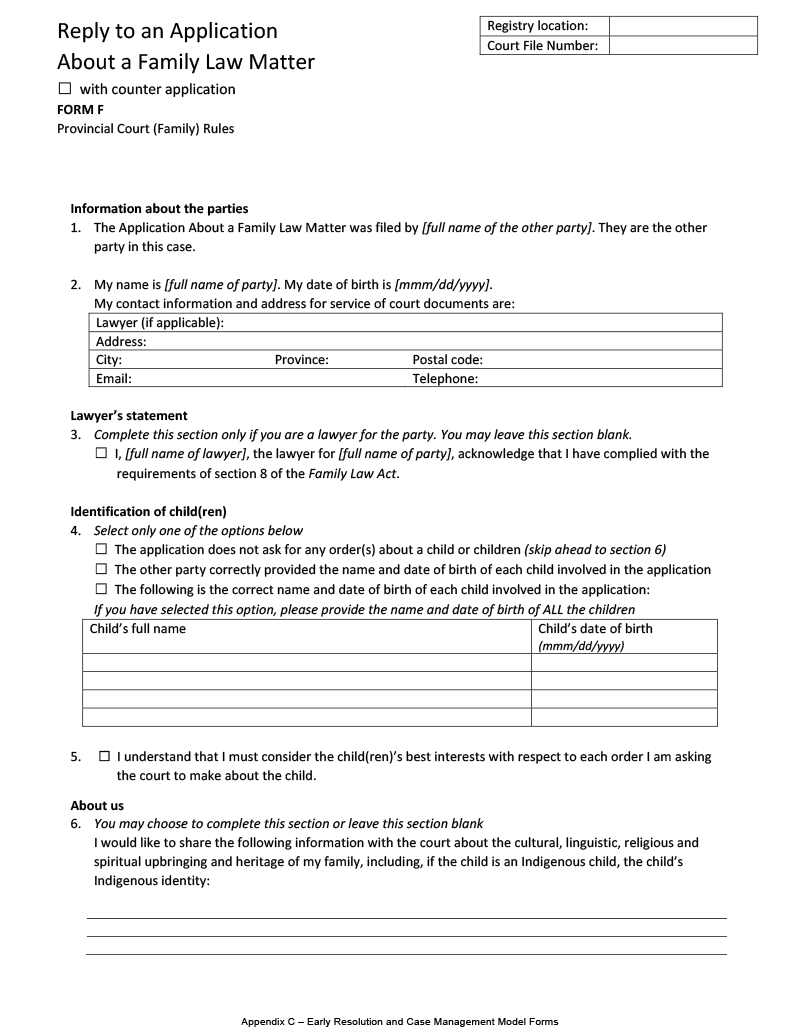 Reply to an Application
About a Family Law Matter
☐ with counter application
FORM F
Provincial Court (Family) Rules
Registry location:
Court File Number:
Information about the parties
1. The Application About a Family Law Matter was filed by [full name of the other party]. They are the other
party in this case.
2. My name is [full name of party]. My date of birth is [mmm/dd/yyyy].
My contact information and address for service of court documents are:
Lawyer (if applicable):
Address:
City: Province: Postal code:
Email: Telephone:
Lawyer’s statement
3. Complete this section only if you are a lawyer for the party. You may leave this section blank.
☐ I, [full name of lawyer], the lawyer for [full name of party], acknowledge that I have complied with the
requirements of section 8 of the Family Law Act.
Identification of child(ren)
4. Select only one of the options below
☐ The application does not ask for any order(s) about a child or children (skip ahead to section 6)
☐ The other party correctly provided the name and date of birth of each child involved in the application
☐ The following is the correct name and date of birth of each child involved in the application:
If you have selected this option, please provide the name and date of birth of ALL the children
Child’s full name Child’s date of birth
(mmm/dd/yyyy)
5. ☐ I understand that I must consider the child(ren)’s best interests with respect to each order I am asking
the court to make about the child.
About us
6. You may choose to complete this section or leave this section blank
I would like to share the following information with the court about the cultural, linguistic, religious and
spiritual upbringing and heritage of my family, including, if the child is an Indigenous child, the child’s
Indigenous identity:
Appendix C – Early Resolution and Case Management Model Forms